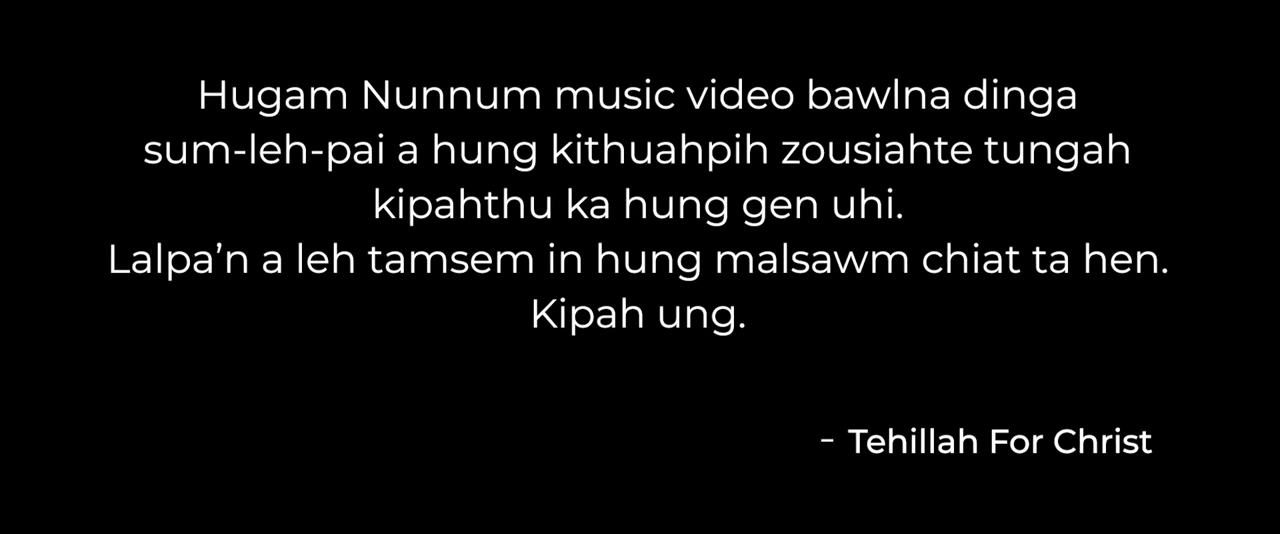 Hugam Nunnum music video bawlna dinga
sum-leh-pai a hung kithuahpih zousiahte tungah
kipahthu ka hung gen uhi.
Lalpa’n a leh tamsem in hung malsawm chiat ta hen.
Kipah ung.
- Tehillah For Christ